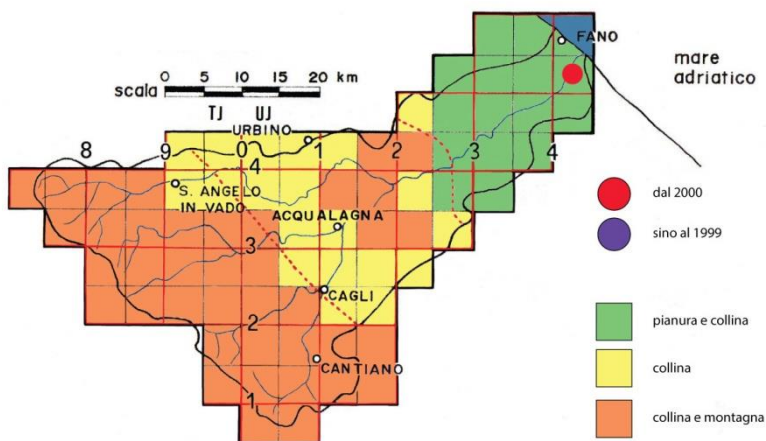 FANO
mare
adriatico
scala 0 5 10 15 20 km
TJ UJ
URBINO
8 9 0 1 2 3 4
4
S. ANGELO
IN VADO
ACQUALAGNA
3
CAGLI
2
CANTIANO
1
dal 2000
sino al 1999
pianura e collina
collina
collina e montagna